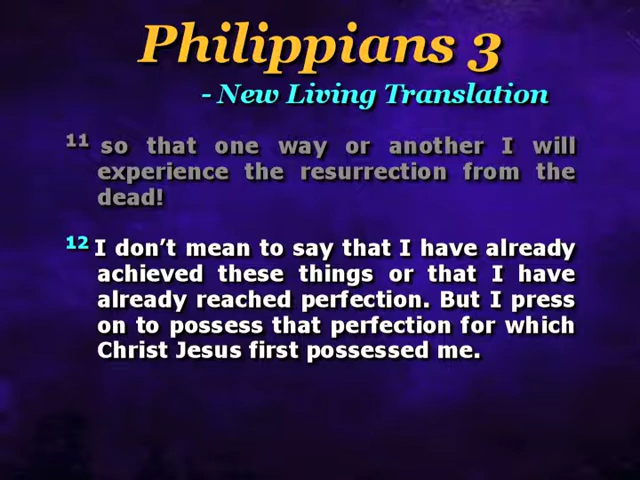 Philippians 3
- New Living Translation
11 so that one way or another I will
experience the resurrection from the
dead!
12 I don’t mean to say that I have already
achieved these things or that I have
already reached perfection. But I press
on to possess that perfection for which
Christ Jesus first possessed me.